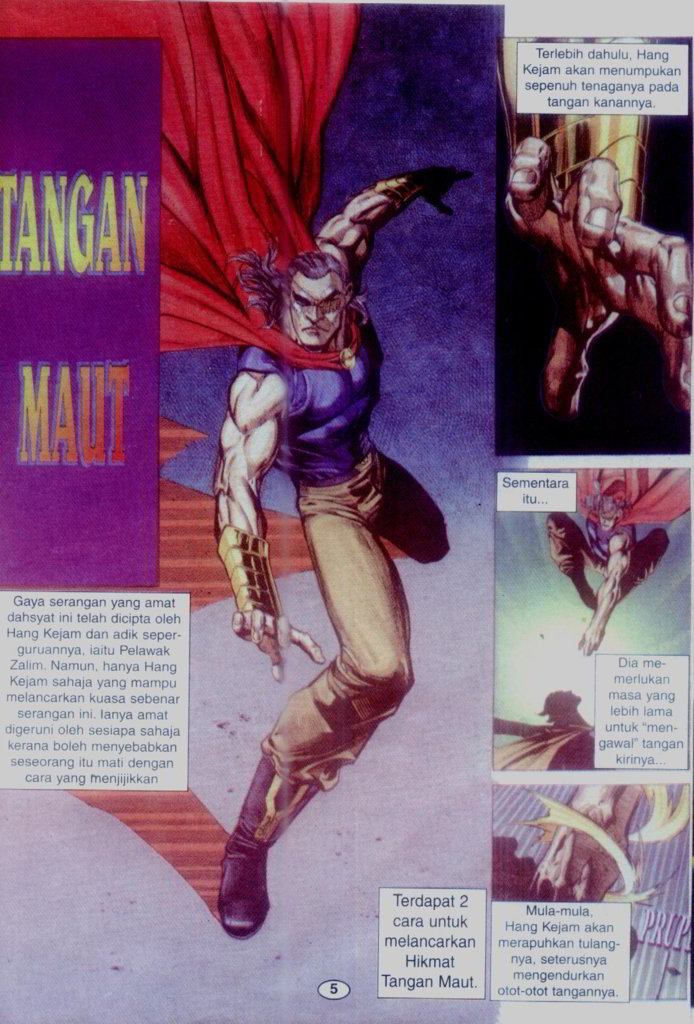 TANGAN
MAUT
Gaya serangan yang amat
dahsyat ini telah dicipta oleh
Hang Kejam dan adik seper-
guruannya, iaitu Pelawak
Zalim. Namun, hanya Hang
Kejam sahaja yang mampu
melancarkan kuasa sebenar
serangan ini. Ianya amat
digeruni oleh sesiapa sahaja
kerana boleh menyebabkan
seseorang itu mati dengan
cara yang menjijikkan
Terlebih dahulu, Hang
Kejam akan menumpukan
sepenuh tenaganya pada
tangan kanannya.
Sementara
itu...
Dia me-
merlukan
masa yang
lebih lama
untuk "men-
gawal" tangan
kirinya...
Terdapat 2
cara untuk
melancarkan
Hikmat
Tangan Maut.
Mula-mula,
Hang Kejam akan
merapuhkan tulang-
nya, seterusnya
mengendurkan
otot-otot tangannya.
PRUP
5